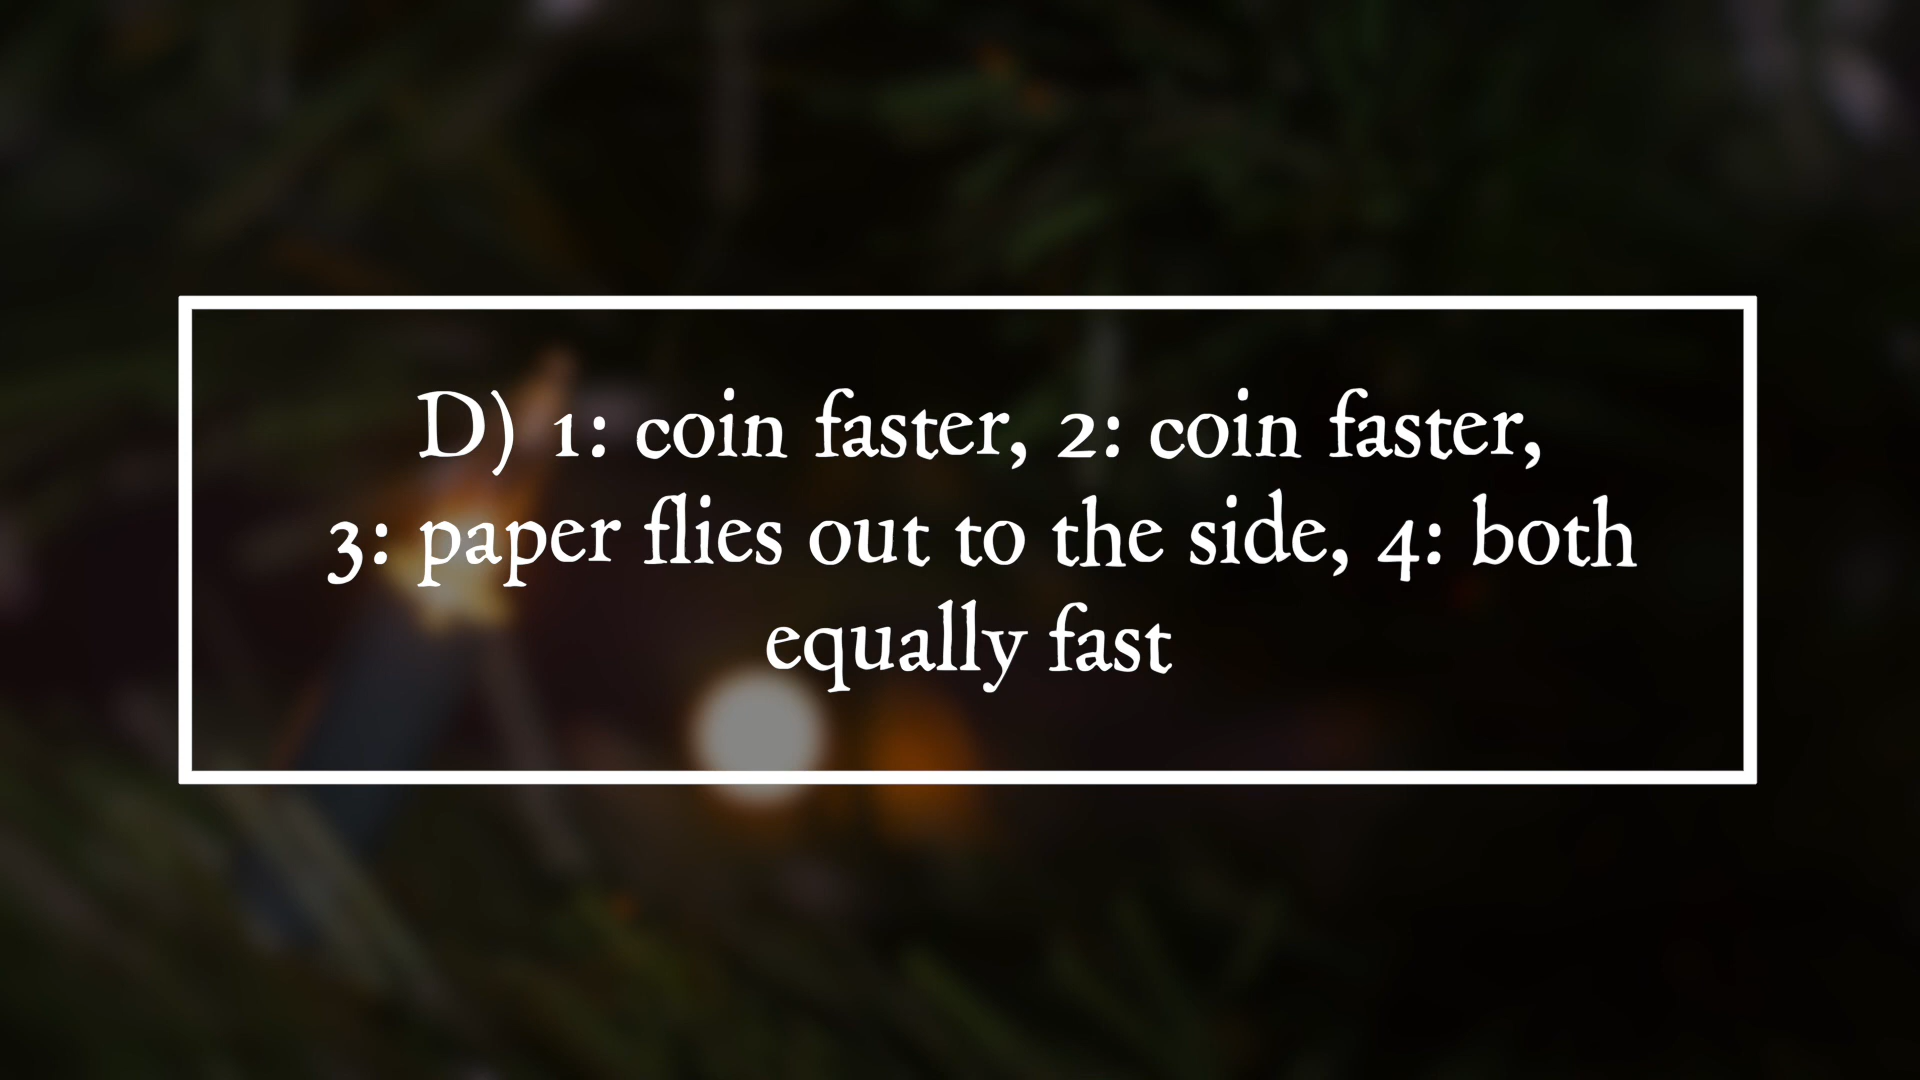 D) 1: coin faster, 2: coin faster,
3: paper flies out to the side, 4: both
equally fast